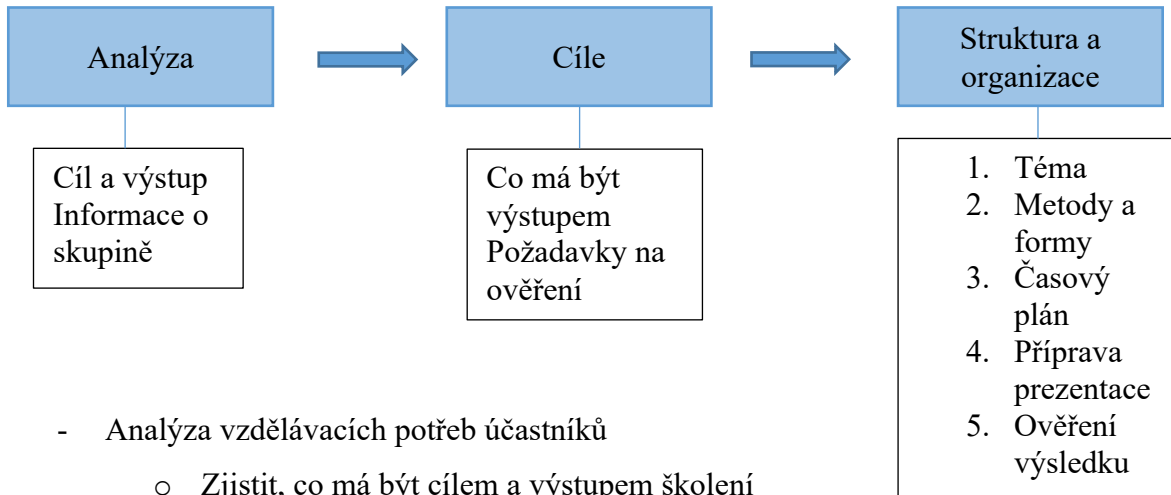 Analýza
Cíl a výstup
Informace o
skupině
Cíle
Co má být
výstupem
Požadavky na
ověření
Struktura a
organizace
1. Téma
2. Metody a
formy
3. Časový
plán
4. Příprava
prezentace
5. Ověření
výsledku
- Analýza vzdělávacích potřeb účastníků
o Zjistit, co má být cílem a výstupem školení